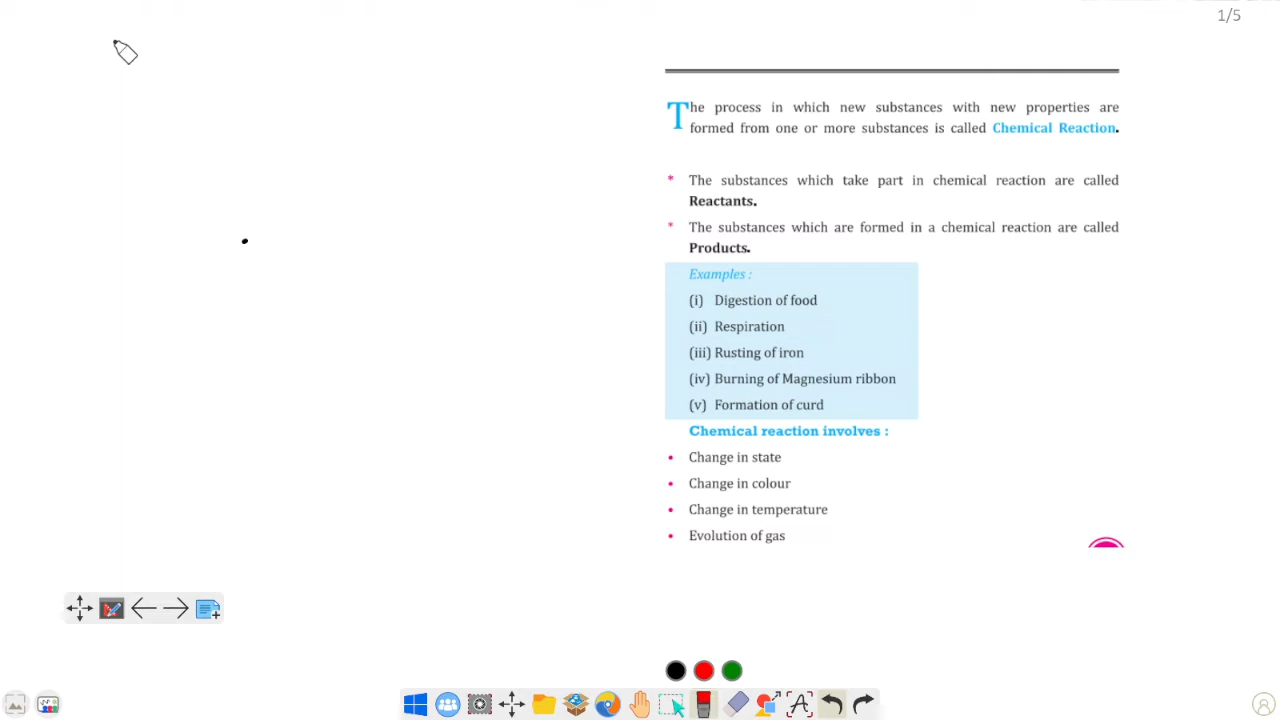 1/5
The process in which new substances with new properties are
formed from one or more substances is called Chemical Reaction.
* The substances which take part in chemical reaction are called
Reactants.
* The substances which are formed in a chemical reaction are called
Products.
Examples :
(i) Digestion of food
(ii) Respiration
(iii) Rusting of iron
(iv) Burning of Magnesium ribbon
(v) Formation of curd
Chemical reaction involves :
• Change in state
• Change in colour
• Change in temperature
• Evolution of gas